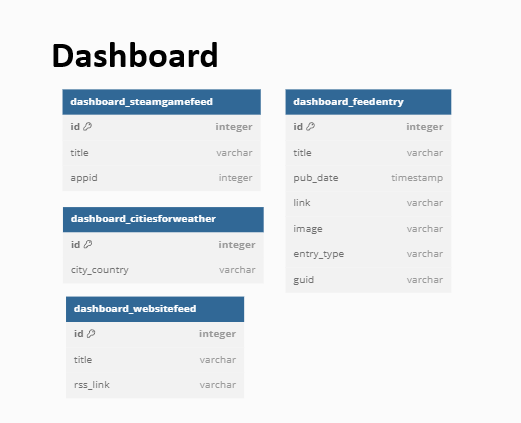 Dashboard
dashboard_steamgamefeed
id integer
title varchar
appid integer
dashboard_citiesforweather
id integer
city_country varchar
dashboard_websitefeed
id integer
title varchar
rss_link varchar
dashboard_feedentry
id integer
title varchar
pub_date timestamp
link varchar
image varchar
entry_type varchar
guid varchar